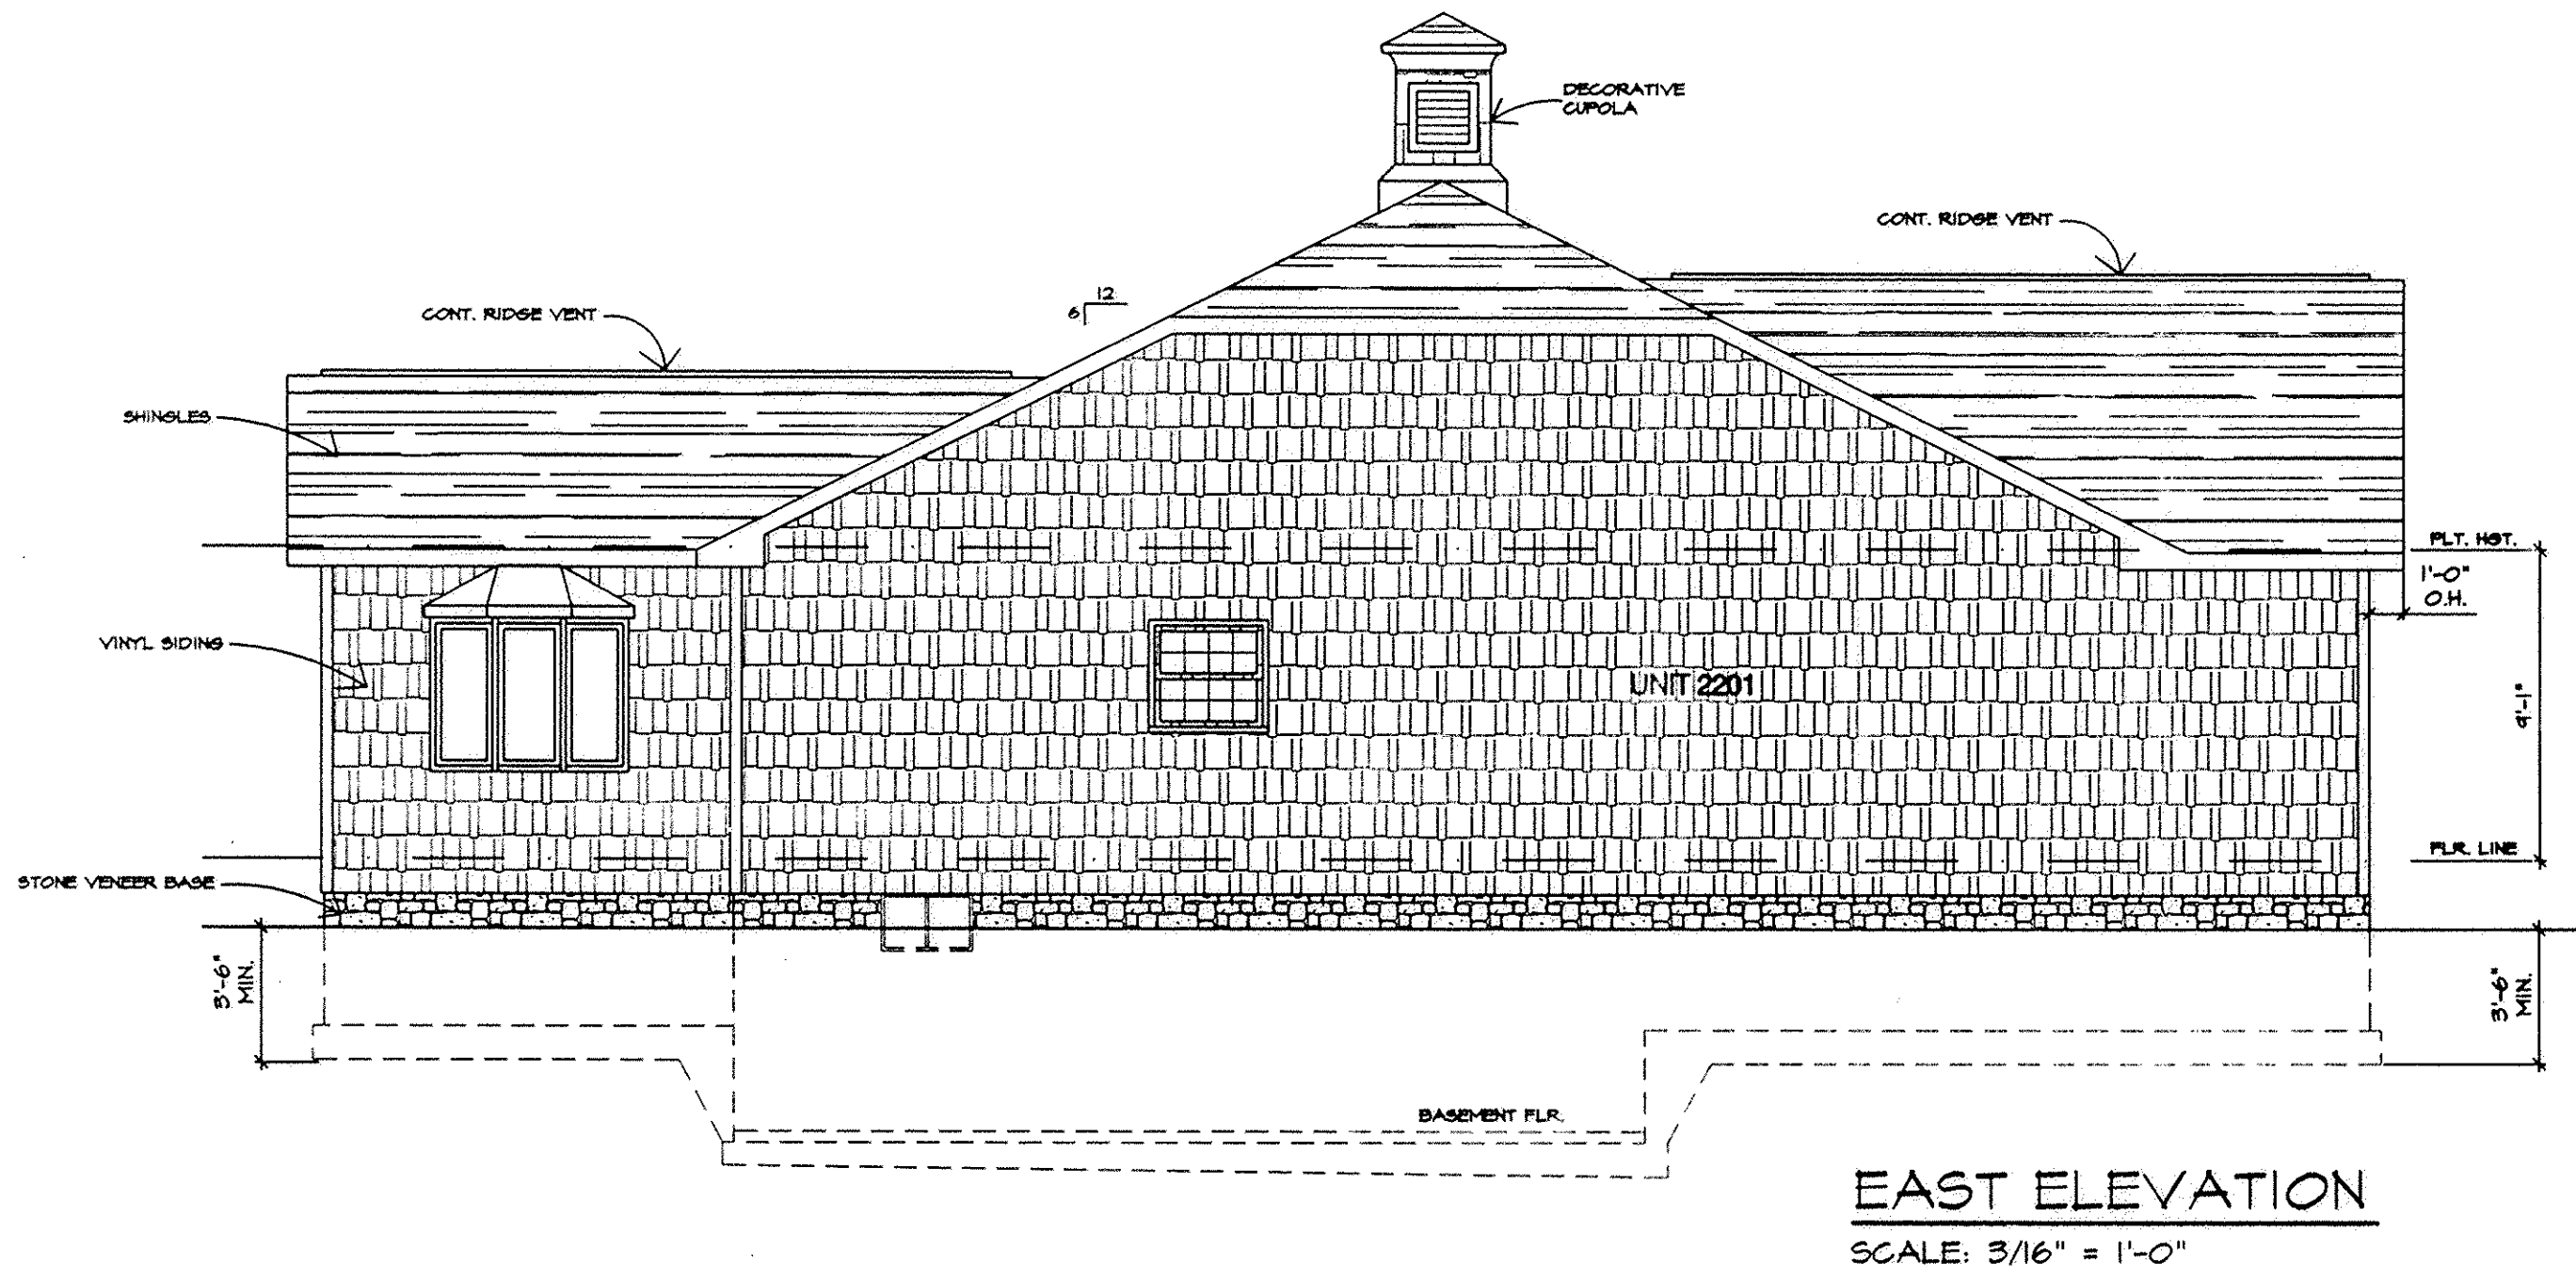 DECORATIVE
CUPOLA
CONT. RIDGE VENT
12
6
CONT. RIDGE VENT
SHINGLES
PLT. HGT.
1'-0"
O.H.
VINYL SIDING
UNIT 2201
9'-1"
FLR. LINE
STONE VENEER BASE
3'-6"
MIN.
3'-6"
MIN.
BASEMENT FLR.
EAST ELEVATION
SCALE: 3/16" = 1'-0"